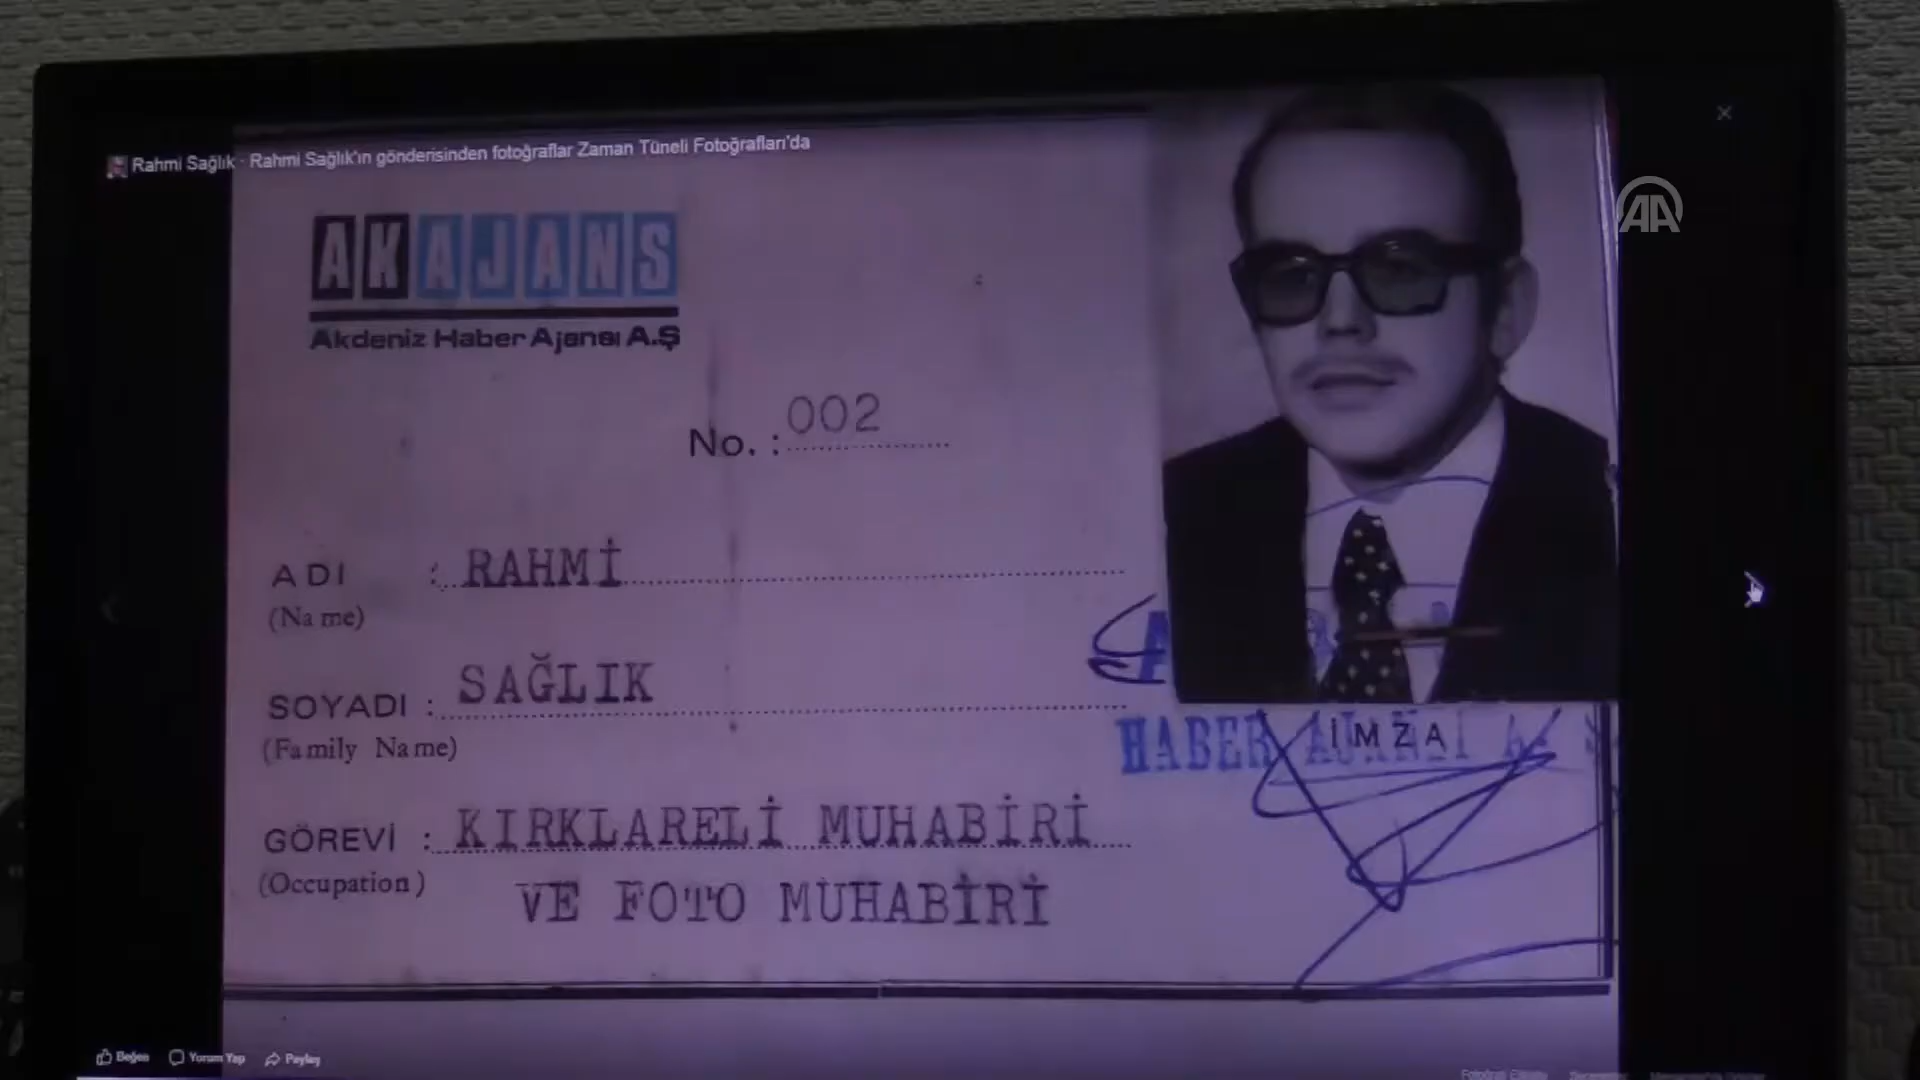 Rahmi Sağlık - Rahmi Sağlık'ın gönderisinden fotoğraflar Zaman Tüneli Fotoğrafları'da
AA
AKAJANS
Akdeniz Haber Ajansı A.Ş
No. : 002
ADI : RAHMİ
(Name)
SOYADI : SAĞLIK
(Family Name)
HABER AJANSI A.Ş
İMZA
GÖREVİ : KIRKLARELİ MUHABİRİ
(Occupation)
VE FOTO MUHABİRİ
Beğen Yorum Yap Paylaş